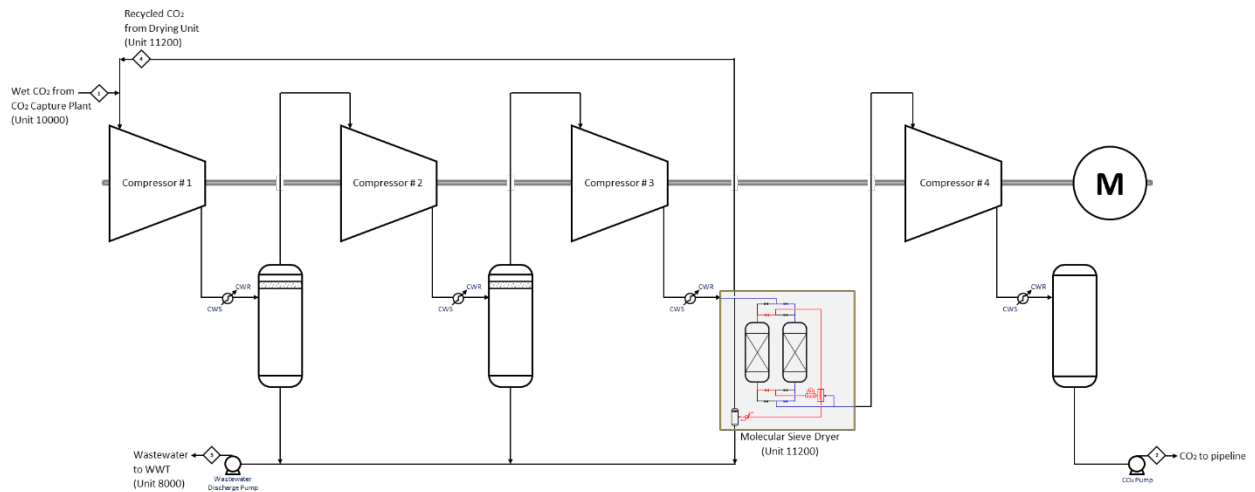 Recycled CO₂
from Drying Unit
(Unit 11200)
4
Wet CO₂ from
CO₂ Capture Plant
(Unit 10000)
1
Compressor # 1
Compressor # 2
Compressor # 3
Compressor # 4
M
CWR
CWS
CWR
CWS
CWR
CWS
CWR
CWS
Molecular Sieve Dryer
(Unit 11200)
Wastewater
to WWT
(Unit 8000)
3
Wastewater
Discharge Pump
CO₂ Pump
2
CO₂ to pipeline